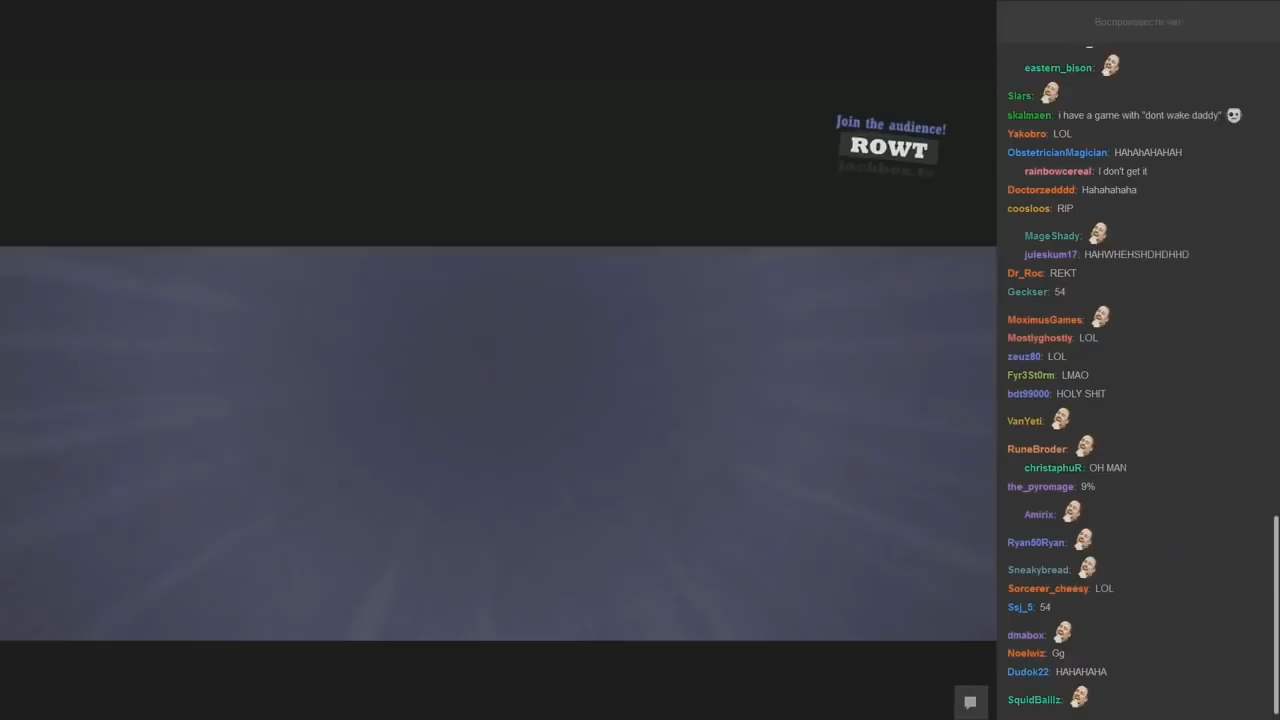 Воспроизвести чат
Join the audience!
ROWT
jackbox.tv
eastern_bison:
Slars:
skalmaen: i have a game with "dont wake daddy"
Yakobro: LOL
ObstetricianMagician: HAhAhAHAHAH
rainbowcereal: I don't get it
Doctorzedddd: Hahahahaha
coosloos: RIP
MageShady:
juleskum17: HAHWHEHSHDHDHHD
Dr_Roc: REKT
Geckser: 54
MoximusGames:
Mostlyghostly: LOL
zeuz80: LOL
Fyr3St0rm: LMAO
bdt99000: HOLY SHIT
VanYeti:
RuneBroder:
christaphuR: OH MAN
the_pyromage: 9%
Amirix:
Ryan50Ryan:
Sneakybread:
Sorcerer_cheesy: LOL
Ssj_5: 54
dmabox:
Noelwiz: Gg
Dudok22: HAHAHAHA
SquidBalllz: